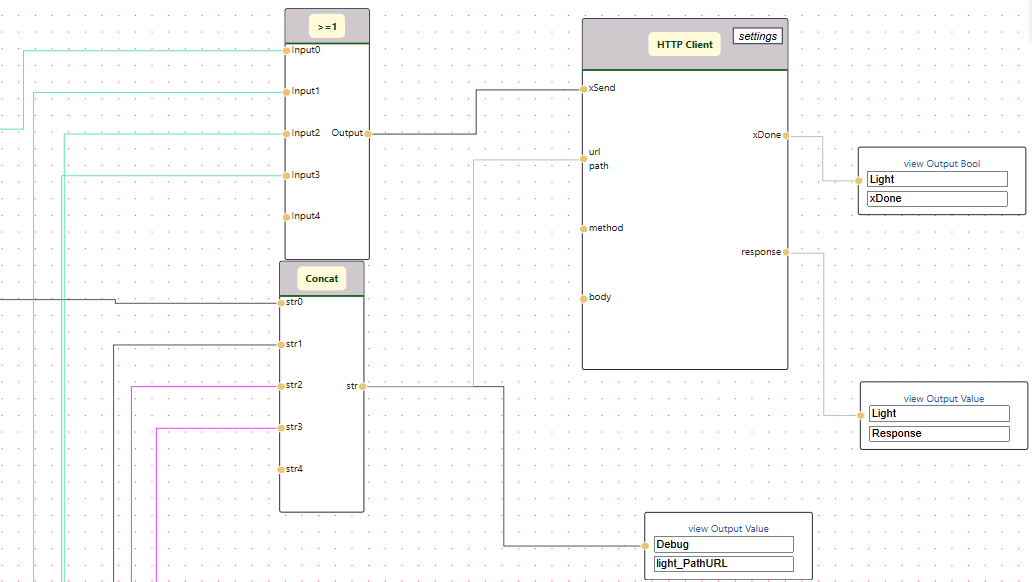 >=1
Input0
Input1
Input2
Output
Input3
Input4
HTTP Client
settings
xSend
url
path
method
body
xDone
response
view Output Bool
Light
xDone
Concat
str0
str1
str2
str
str3
str4
view Output Value
Light
Response
view Output Value
Debug
light_PathURL